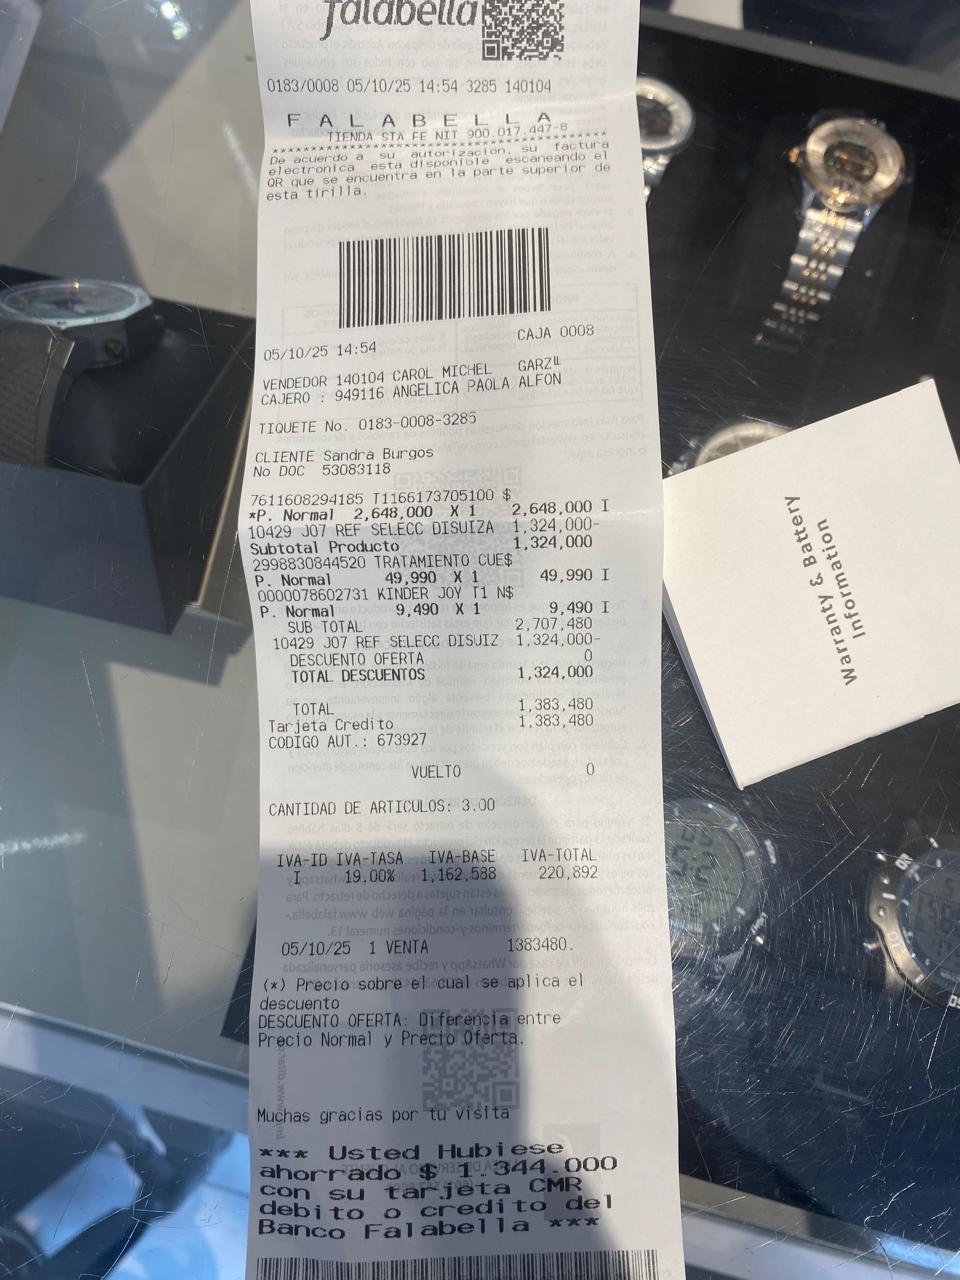 falabella
0183/0008 05/10/25 14:54 3285 140104
FALABELLA
TIENDA STA FE NIT 900.017.447-8
************************************
De acuerdo a su autorizacion, su factura
electronica esta disponible escaneando el
QR que se encuentra en la parte superior de
esta tirilla.
05/10/25 14:54 CAJA 0008
VENDEDOR 140104 CAROL MICHEL GARZ
CAJERO : 949116 ANGELICA PAOLA ALFON
TIQUETE No. 0183-0008-3285
CLIENTE Sandra Burgos
No DOC 53083118
7611608294185 T1166173705100 $
*P. Normal 2,648,000 X 1 2,648,000 I
10429 J07 REF SELECC DISUIZA 1,324,000-
Subtotal Producto 1,324,000
2998830844520 TRATAMIENTO CUE$
P. Normal 49,990 X 1 49,990 I
0000078602731 KINDER JOY T1 N$
P. Normal 9,490 X 1 9,490 I
SUB TOTAL 2,707,480
10429 J07 REF SELECC DISUIZ 1,324,000-
DESCUENTO OFERTA 0
TOTAL DESCUENTOS 1,324,000
TOTAL 1,383,480
Tarjeta Credito 1,383,480
CODIGO AUT.: 673927
VUELTO 0
CANTIDAD DE ARTICULOS: 3.00
IVA-ID IVA-TASA IVA-BASE IVA-TOTAL
I 19,00% 1,162,588 220,892
05/10/25 1 VENTA 1383480.
(*) Precio sobre el cual se aplica el
descuento
DESCUENTO OFERTA: Diferencia entre
Precio Normal y Precio Oferta.
Muchas gracias por tu visita
*** Usted Hubiese
ahorrado $ 1.344.000
con su tarjeta CMR
debito o credito del
Banco Falabella ***
Warranty & Battery
Information